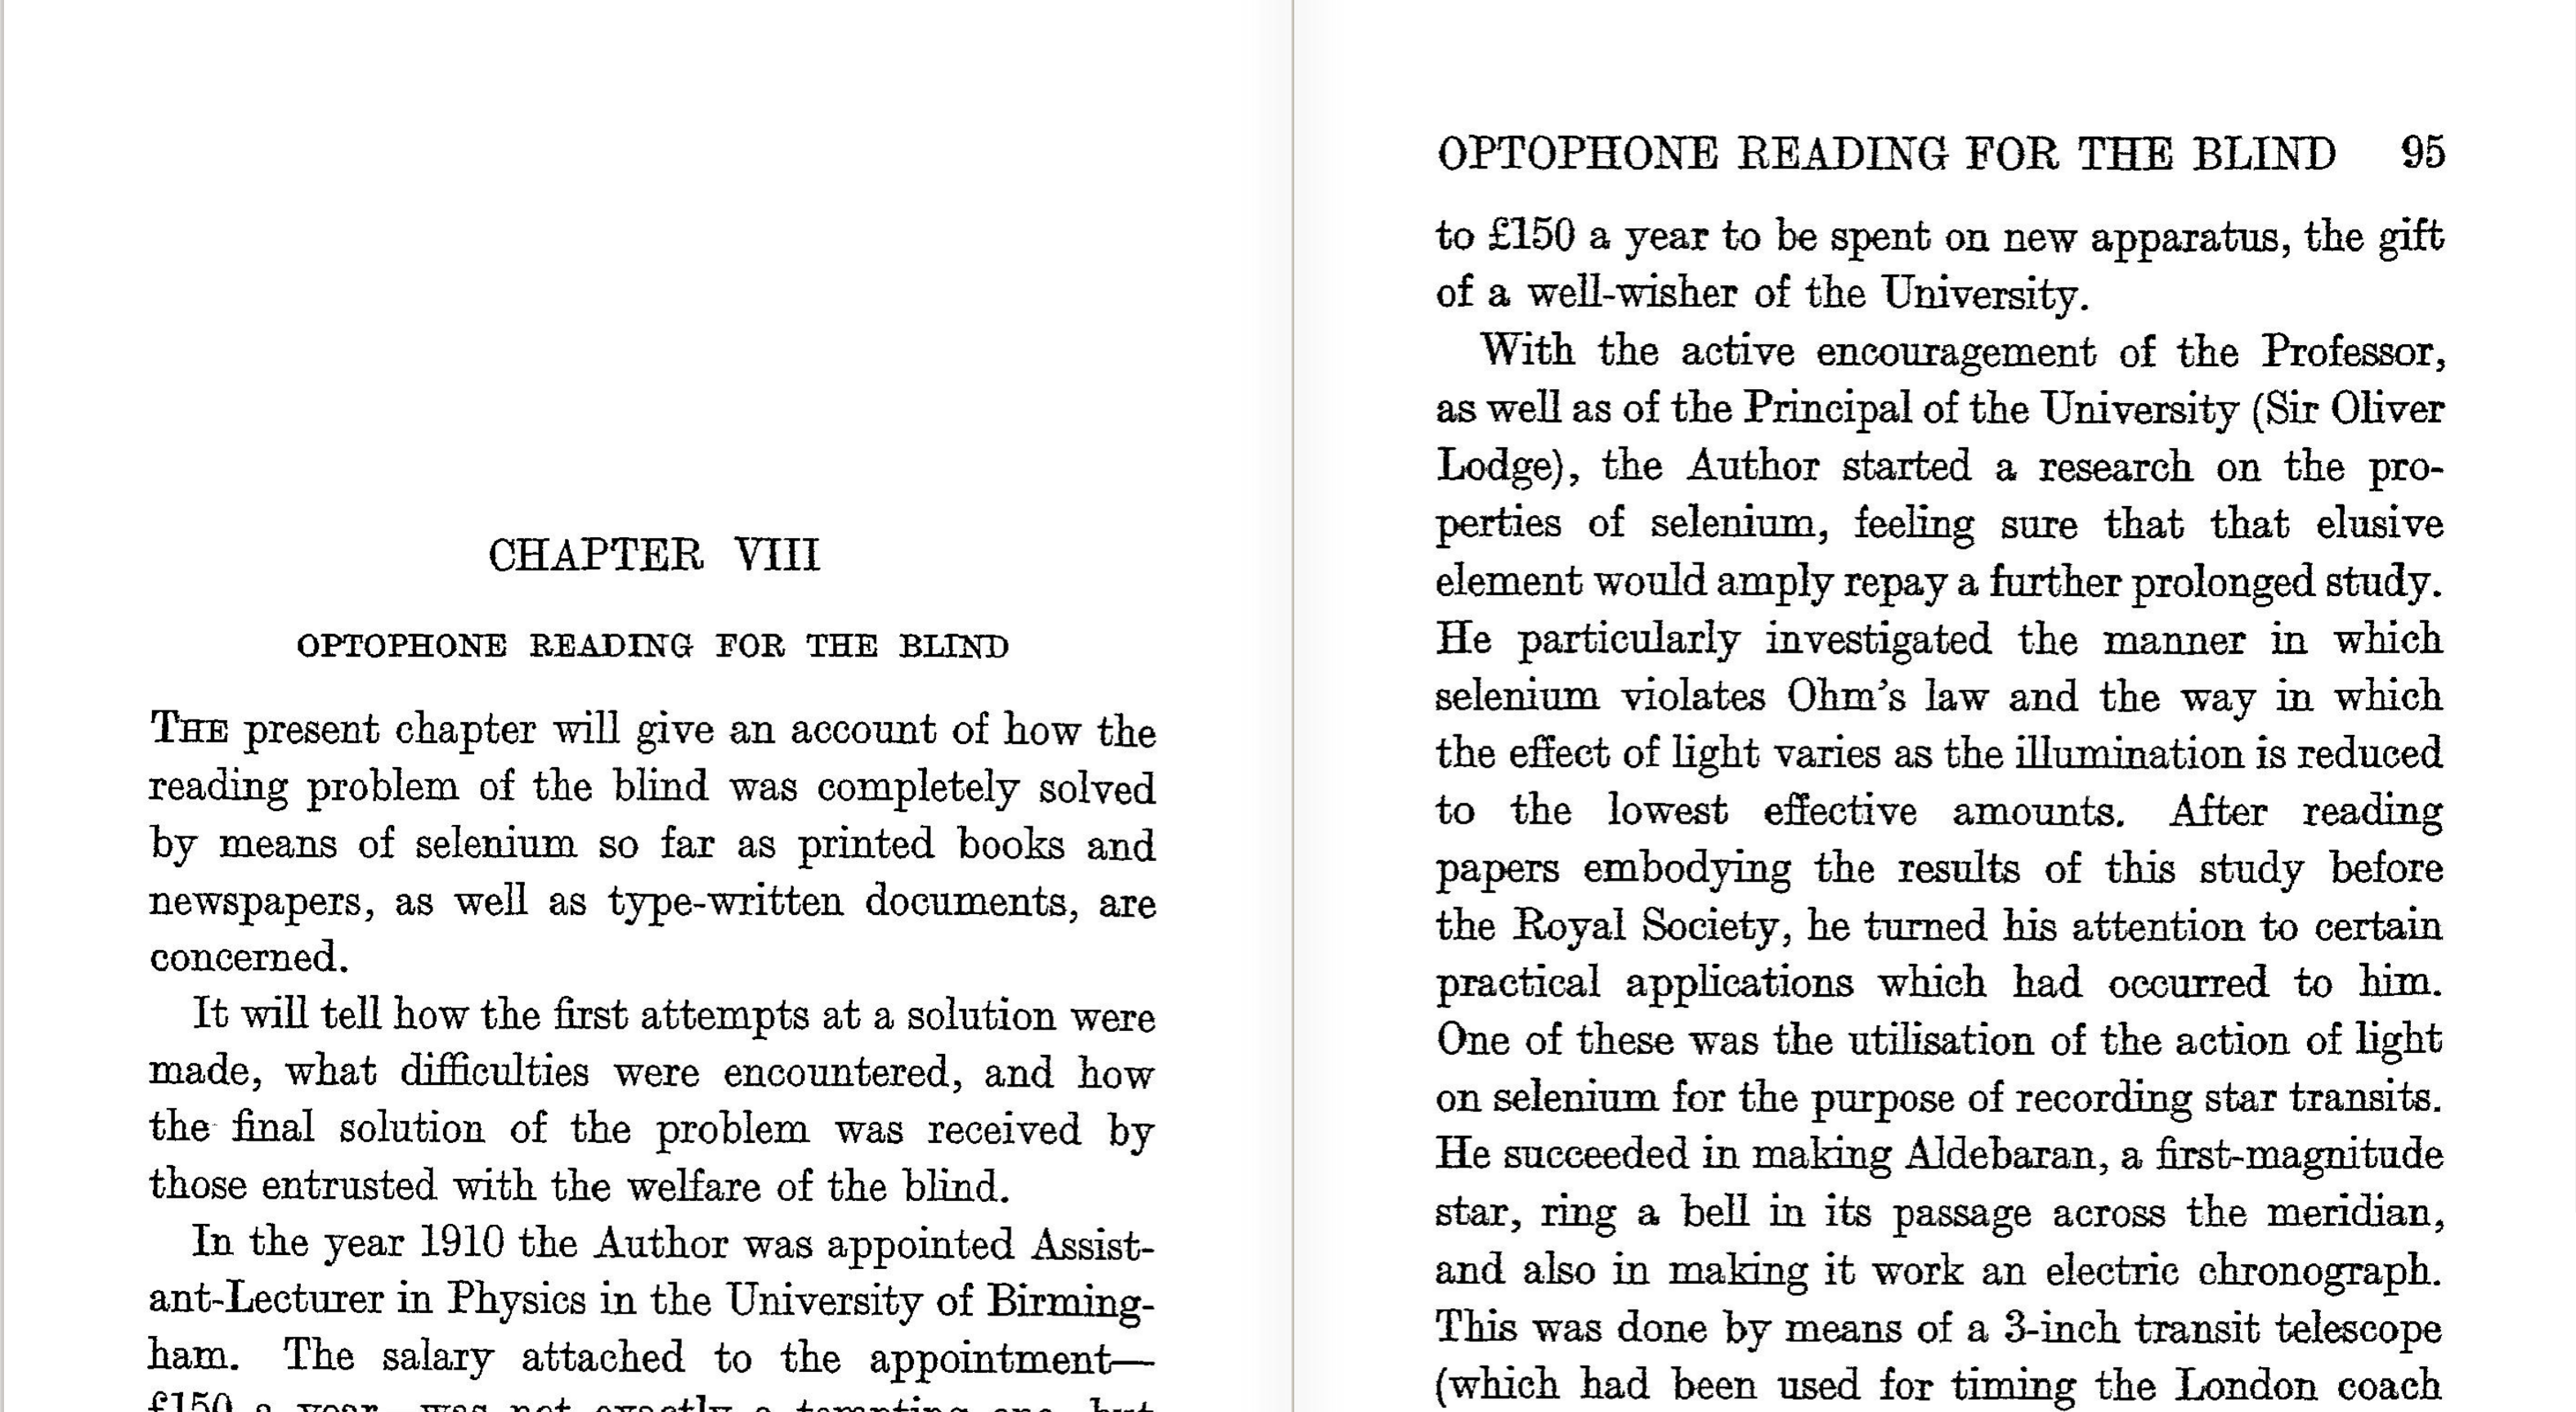 CHAPTER VIII
OPTOPHONE READING FOR THE BLIND
THE present chapter will give an account of how the
reading problem of the blind was completely solved
by means of selenium so far as printed books and
newspapers, as well as type-written documents, are
concerned.
It will tell how the first attempts at a solution were
made, what difficulties were encountered, and how
the final solution of the problem was received by
those entrusted with the welfare of the blind.
In the year 1910 the Author was appointed Assist-
ant-Lecturer in Physics in the University of Birming-
ham. The salary attached to the appointment—
£150 a year—was not exactly a tempting one, but
OPTOPHONE READING FOR THE BLIND 95
to £150 a year to be spent on new apparatus, the gift
of a well-wisher of the University.
With the active encouragement of the Professor,
as well as of the Principal of the University (Sir Oliver
Lodge), the Author started a research on the pro-
perties of selenium, feeling sure that that elusive
element would amply repay a further prolonged study.
He particularly investigated the manner in which
selenium violates Ohm's law and the way in which
the effect of light varies as the illumination is reduced
to the lowest effective amounts. After reading
papers embodying the results of this study before
the Royal Society, he turned his attention to certain
practical applications which had occurred to him.
One of these was the utilisation of the action of light
on selenium for the purpose of recording star transits.
He succeeded in making Aldebaran, a first-magnitude
star, ring a bell in its passage across the meridian,
and also in making it work an electric chronograph.
This was done by means of a 3-inch transit telescope
(which had been used for timing the London coach